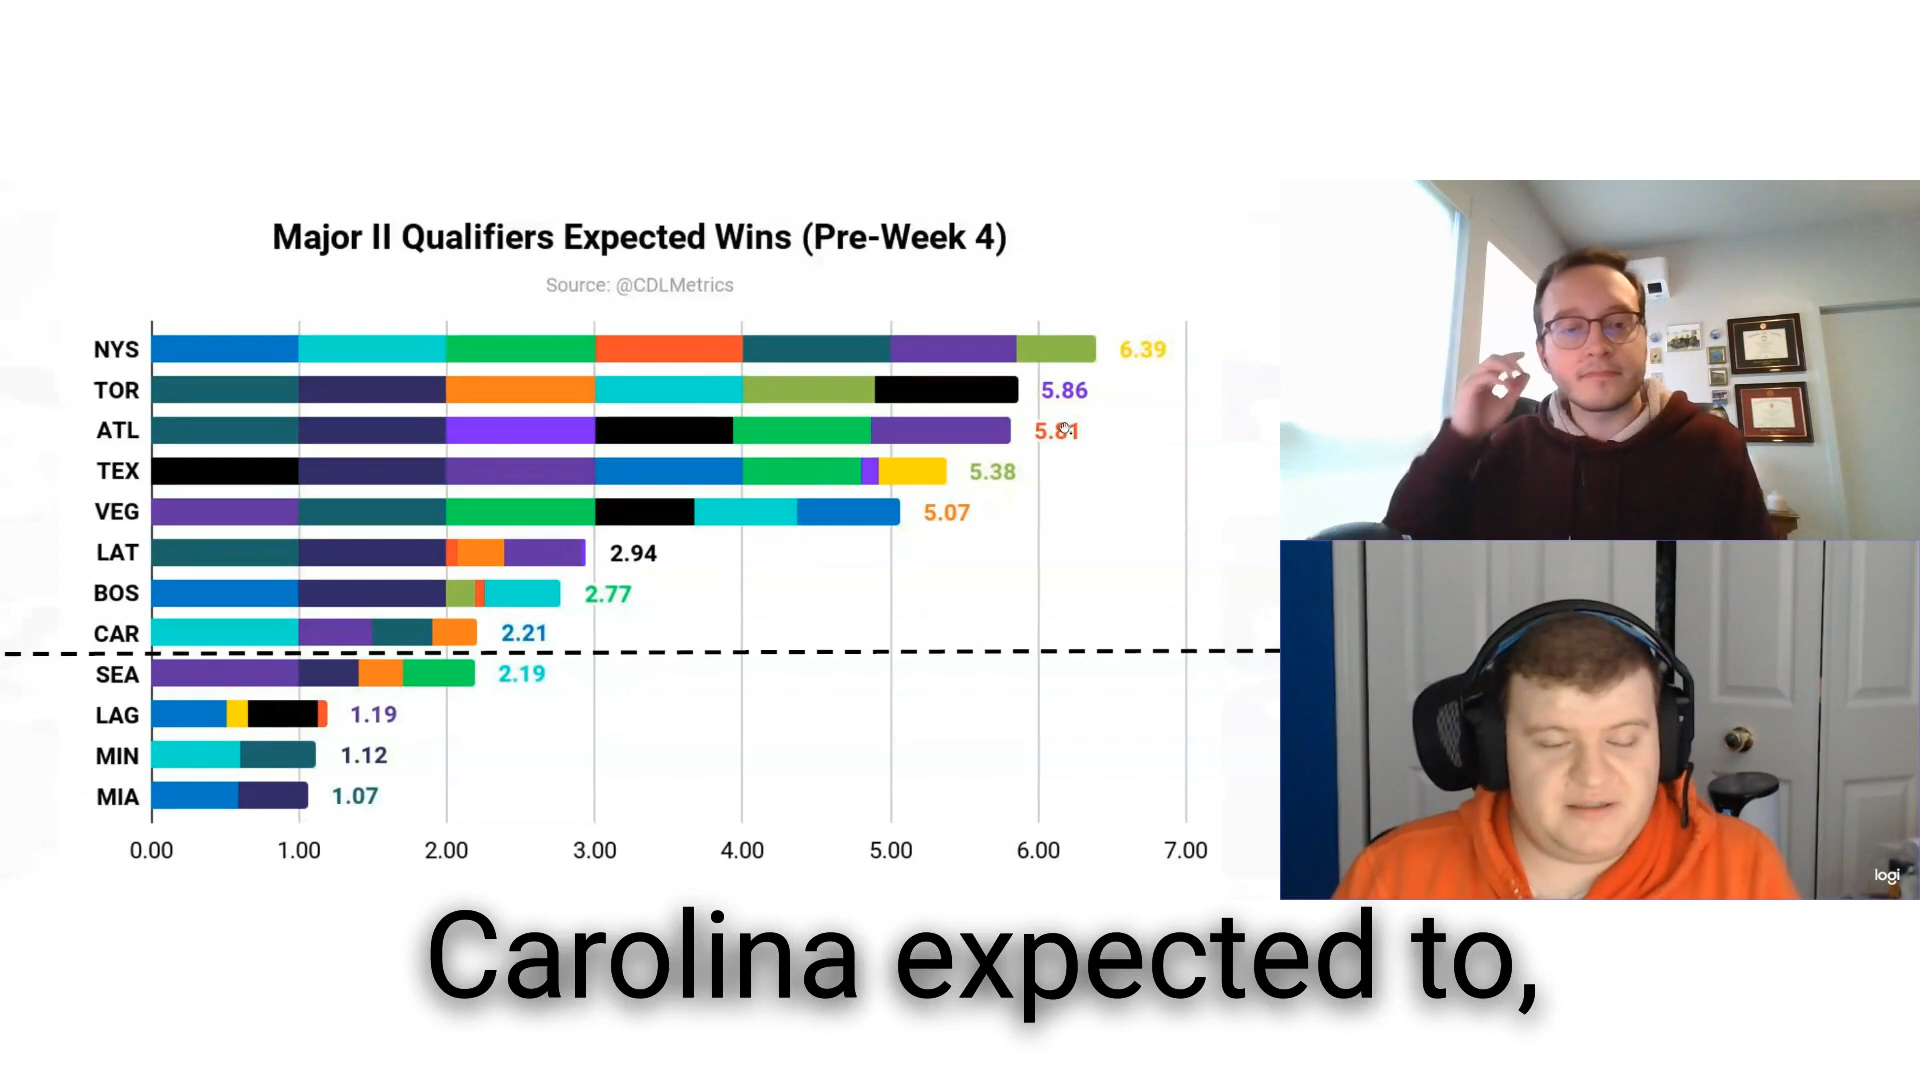 Major II Qualifiers Expected Wins (Pre-Week 4)
Source: @CDLMetrics
NYS 6.39
TOR 5.86
ATL 5.81
TEX 5.38
VEG 5.07
LAT 2.94
BOS 2.77
CAR 2.21
SEA 2.19
LAG 1.19
MIN 1.12
MIA 1.07
0.00 1.00 2.00 3.00 4.00 5.00 6.00 7.00
logi
Carolina expected to,